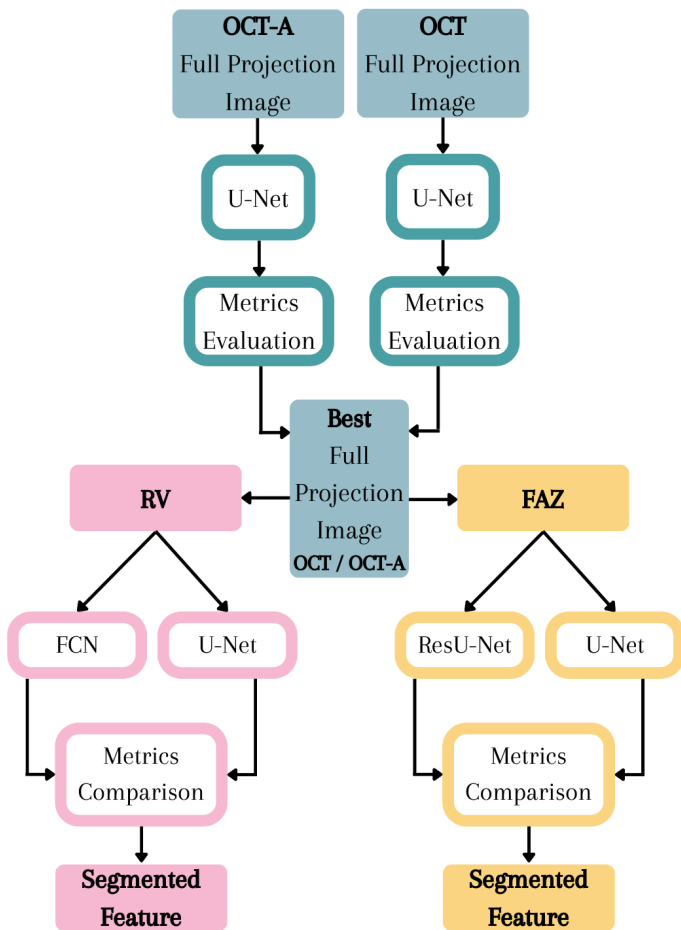 OCT-A
Full Projection
Image
OCT
Full Projection
Image
U-Net
U-Net
Metrics
Evaluation
Metrics
Evaluation
Best
Full
Projection
Image
OCT / OCT-A
RV
FAZ
FCN
U-Net
ResU-Net
U-Net
Metrics
Comparison
Metrics
Comparison
Segmented
Feature
Segmented
Feature